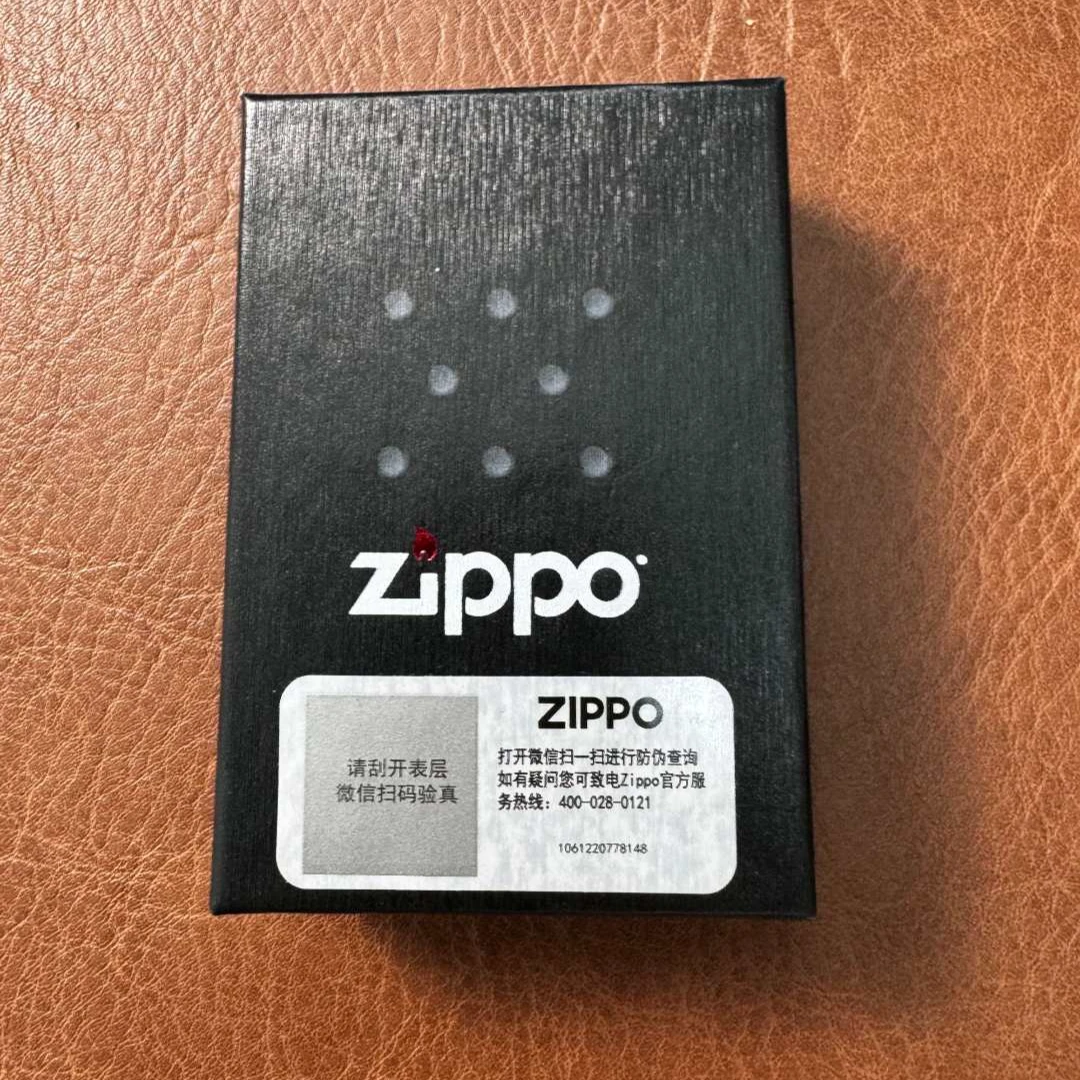 zippo
请刮开表层
微信扫码验真
ZIPPO
打开微信扫一扫进行防伪查询
如有疑问您可致电Zippo官方服
务热线：400-028-0121
1061220778148